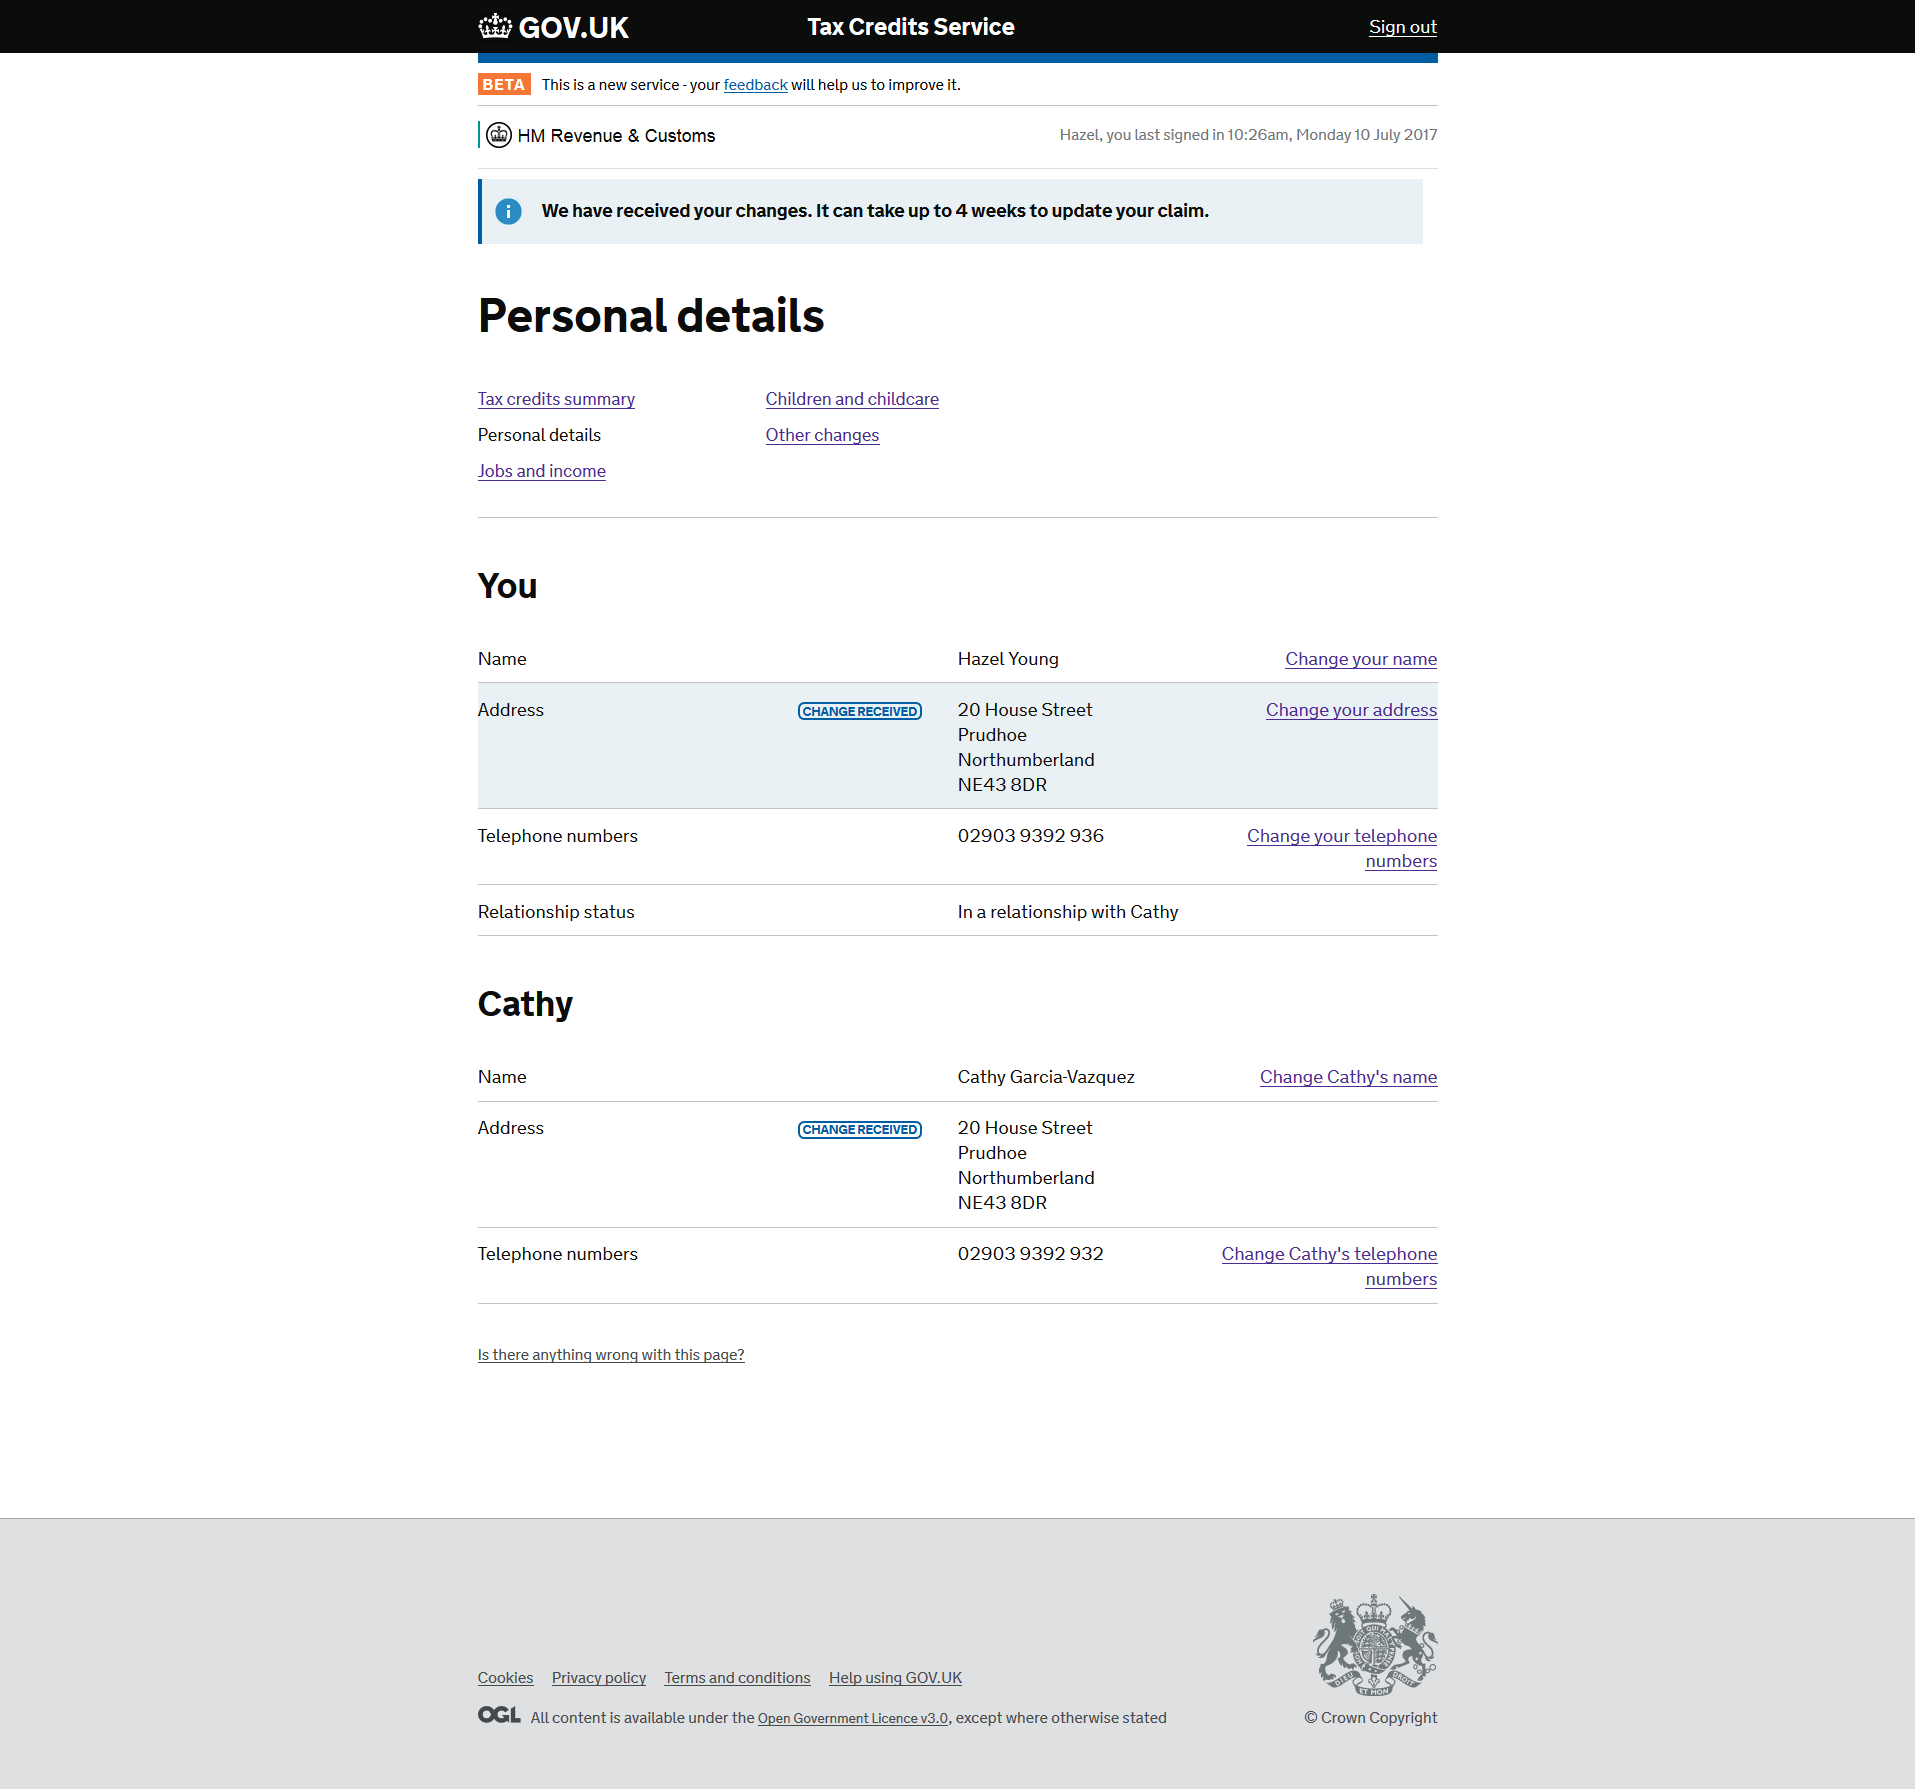 GOV.UK
Tax Credits Service
Sign out
BETA This is a new service - your feedback will help us to improve it.
HM Revenue & Customs
Hazel, you last signed in 10:26am, Monday 10 July 2017
We have received your changes. It can take up to 4 weeks to update your claim.
Personal details
Tax credits summary
Children and childcare
Personal details
Other changes
Jobs and income
You
Name
Hazel Young
Change your name
Address
CHANGE RECEIVED
20 House Street
Prudhoe
Northumberland
NE43 8DR
Change your address
Telephone numbers
02903 9392 936
Change your telephone
numbers
Relationship status
In a relationship with Cathy
Cathy
Name
Cathy Garcia-Vazquez
Change Cathy's name
Address
CHANGE RECEIVED
20 House Street
Prudhoe
Northumberland
NE43 8DR
Telephone numbers
02903 9392 932
Change Cathy's telephone
numbers
Is there anything wrong with this page?
Cookies
Privacy policy
Terms and conditions
Help using GOV.UK
OGL All content is available under the Open Government Licence v3.0, except where otherwise stated
© Crown Copyright